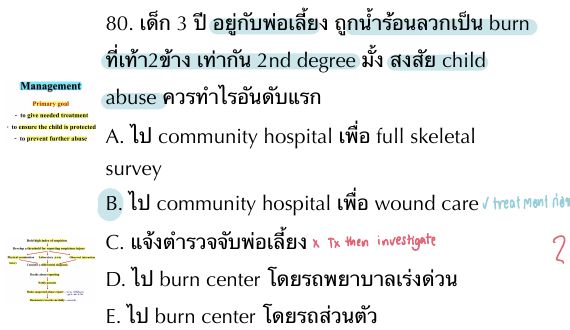 80. เด็ก 3 ปี อยู่กับพ่อเลี้ยง ถูกน้ำร้อนลวกเป็น burn
ที่เท้า2ข้าง เท่ากัน 2nd degree มั้ง สงสัย child
abuse ควรทำไรอันดับแรก
A. ไป community hospital เพื่อ full skeletal
survey
B. ไป community hospital เพื่อ wound care ✓ treatment ก่อน
C. แจ้งตำรวจจับพ่อเลี้ยง x Tx then investigate
2
D. ไป burn center โดยรถพยาบาลเร่งด่วน
E. ไป burn center โดยรถส่วนตัว
Management
Primary goal
- to give needed treatment
- to ensure the child is protected
- to prevent further abuse